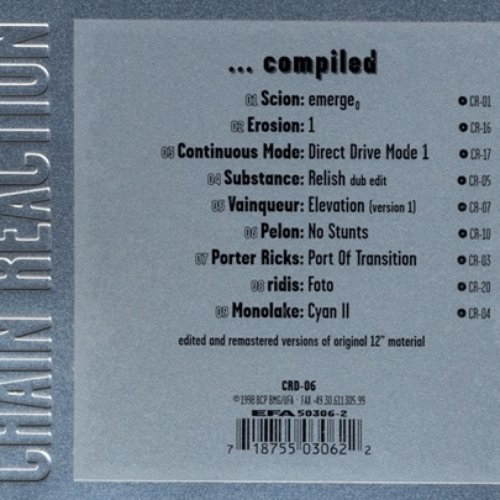 CHAIN REACTION
... compiled
01 Scion: emerge0 CR-01
02 Erosion: 1 CR-16
03 Continuous Mode: Direct Drive Mode 1 CR-17
04 Substance: Relish dub edit CR-05
05 Vainqueur: Elevation (version 1) CR-07
06 Pelon: No Stunts CR-10
07 Porter Ricks: Port Of Transition CR-03
08 ridis: Foto CR-20
09 Monolake: Cyan II CR-04
edited and remastered versions of original 12" material
CRD-06
©1998 BCP BMG/UFA · FAX -49.30.611.305.99
EFA 50306-2
7 18755 03062 2